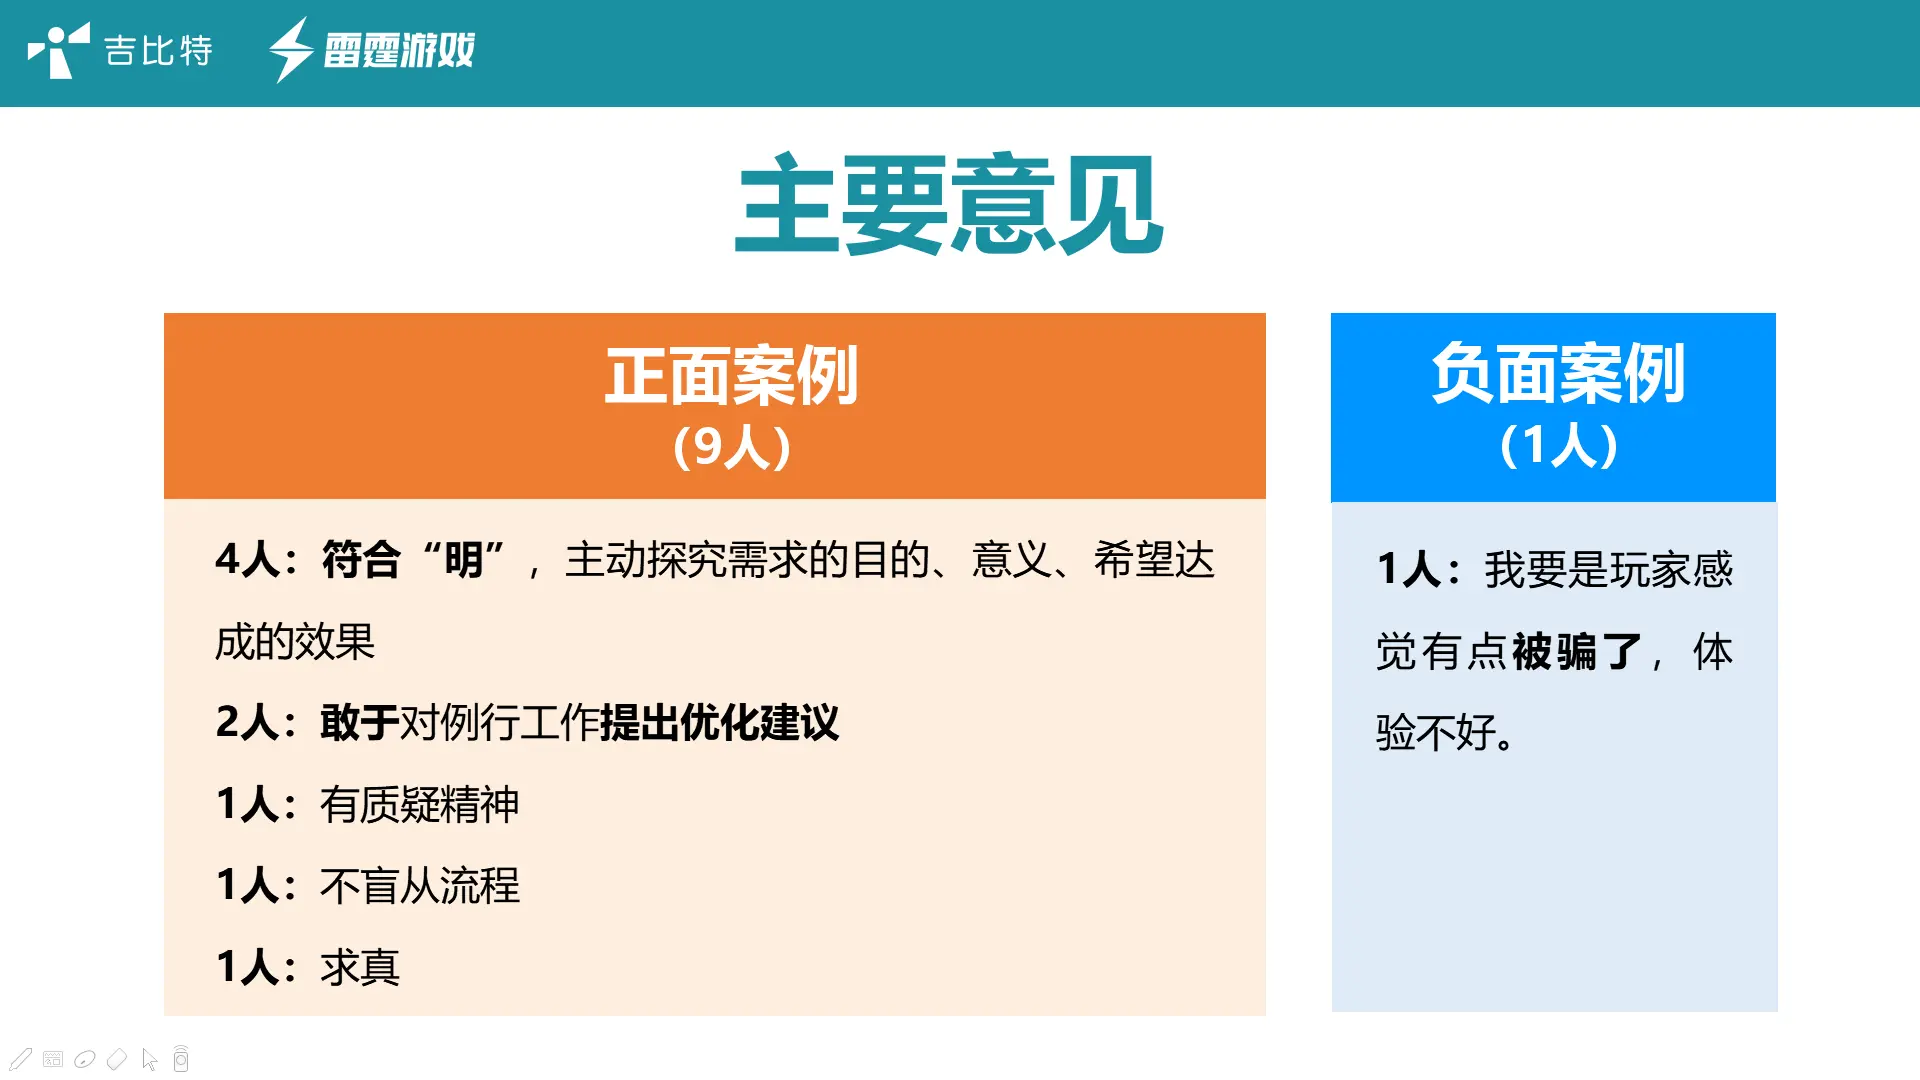 吉比特 雷霆游戏
主要意见
正面案例
（9人）
4人：符合“明”，主动探究需求的目的、意义、希望达
成的效果
2人：敢于对例行工作提出优化建议
1人：有质疑精神
1人：不盲从流程
1人：求真
负面案例
（1人）
1人：我要是玩家感
觉有点被骗了，体
验不好。